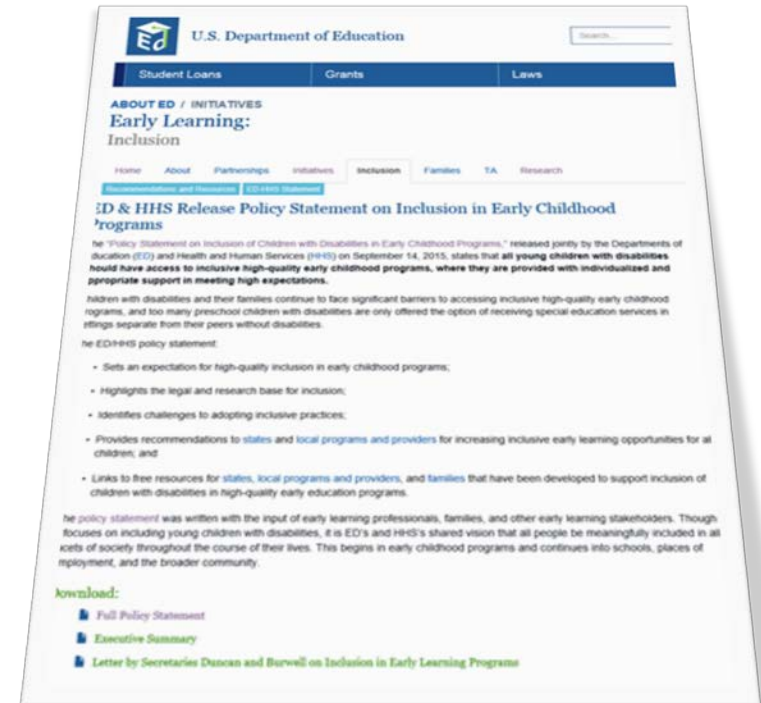 Ed
U.S. Department of Education
Search...
Student Loans Grants Laws
ABOUT ED / INITIATIVES
Early Learning:
Inclusion
Home About Partnerships Initiatives Inclusion Families TA Research
Recommendations and Resources ED-HHS Statement
ED & HHS Release Policy Statement on Inclusion in Early Childhood
Programs
he "Policy Statement on Inclusion of Children with Disabilities in Early Childhood Programs," released jointly by the Departments of
ducation (ED) and Health and Human Services (HHS) on September 14, 2015, states that all young children with disabilities
hould have access to inclusive high-quality early childhood programs, where they are provided with individualized and
ppropriate support in meeting high expectations.
hildren with disabilities and their families continue to face significant barriers to accessing inclusive high-quality early childhood
rograms, and too many preschool children with disabilities are only offered the option of receiving special education services in
ettings separate from their peers without disabilities.
he ED/HHS policy statement:
• Sets an expectation for high-quality inclusion in early childhood programs;
• Highlights the legal and research base for inclusion;
• Identifies challenges to adopting inclusive practices;
• Provides recommendations to states and local programs and providers for increasing inclusive early learning opportunities for al
children; and
• Links to free resources for states, local programs and providers, and families that have been developed to support inclusion of
children with disabilities in high-quality early education programs.
he policy statement was written with the input of early learning professionals, families, and other early learning stakeholders. Though
focuses on including young children with disabilities, it is ED's and HHS's shared vision that all people be meaningfully included in all
acets of society throughout the course of their lives. This begins in early childhood programs and continues into schools, places of
mployment, and the broader community.
Download:
Full Policy Statement
Executive Summary
Letter by Secretaries Duncan and Burwell on Inclusion in Early Learning Programs